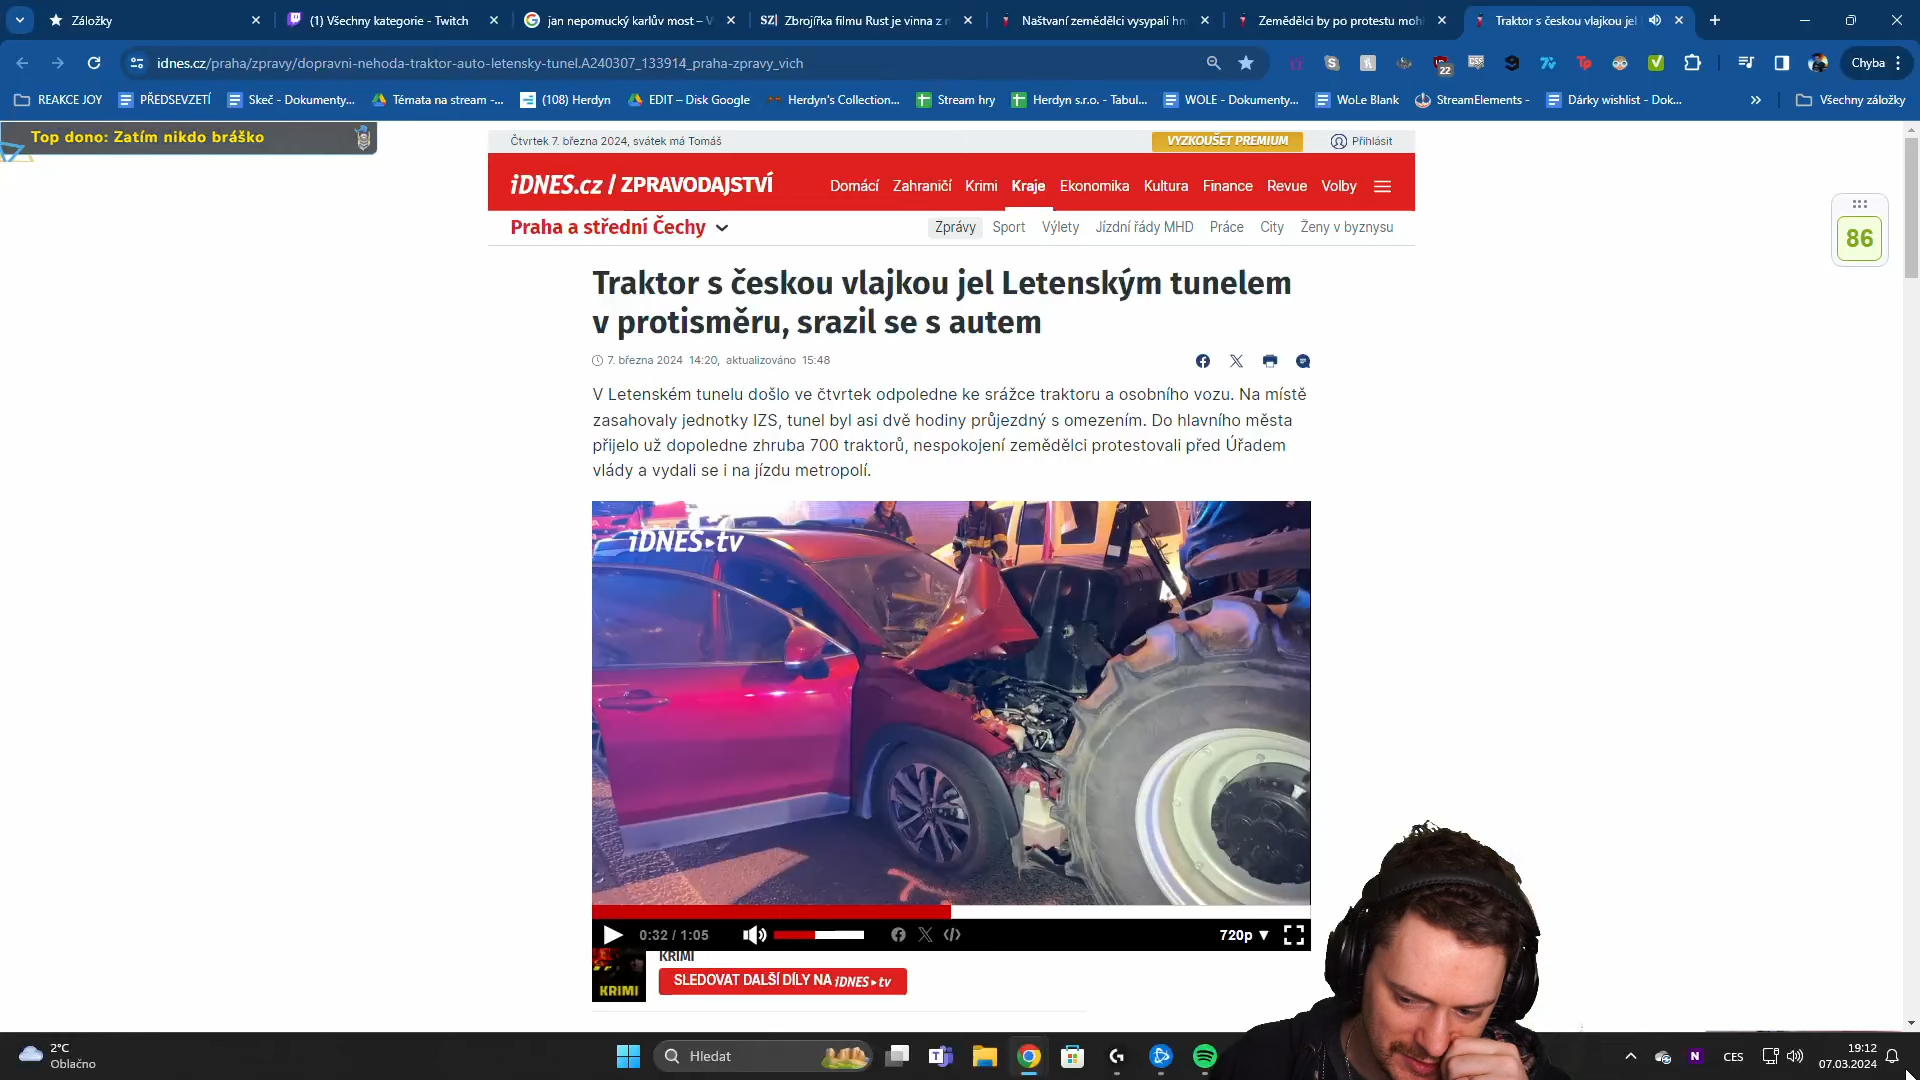 Záložky
(1) Všechny kategorie - Twitch
jan nepomucký karlův most – V
Zbrojířka filmu Rust je vinna z n
Naštvaní zemědělci vysypali hn
Zemědělci by po protestu moh
Traktor s českou vlajkou jel
idnes.cz/praha/zpravy/dopravni-nehoda-traktor-auto-letensky-tunel.A240307_133914_praha-zpravy_vich
22
Chyba
REAKCE JOY
PŘEDSEVZETÍ
Skeč - Dokumenty...
Témata na stream -...
(108) Herdyn
EDIT – Disk Google
Herdyn's Collection...
Stream hry
Herdyn s.r.o. - Tabul...
WOLE - Dokumenty...
WoLe Blank
StreamElements -
Dárky wishlist - Dok...
Všechny záložky
Top dono: Zatím nikdo bráško
Čtvrtek 7. března 2024, svátek má Tomáš
VYZKOUŠET PREMIUM
Přihlásit
iDNES.cz / ZPRAVODAJSTVÍ
Domácí Zahraničí Krimi Kraje Ekonomika Kultura Finance Revue Volby
Praha a střední Čechy
Zprávy Sport Výlety Jízdní řády MHD Práce City Ženy v byznysu
86
Traktor s českou vlajkou jel Letenským tunelem
v protisměru, srazil se s autem
7. března 2024 14:20, aktualizováno 15:48
V Letenském tunelu došlo ve čtvrtek odpoledne ke srážce traktoru a osobního vozu. Na místě
zasahovaly jednotky IZS, tunel byl asi dvě hodiny průjezdný s omezením. Do hlavního města
přijelo už dopoledne zhruba 700 traktorů, nespokojení zemědělci protestovali před Úřadem
vlády a vydali se i na jízdu metropolí.
iDNES tv
0:32 / 1:05
720p
KRIMI
KRIMI
SLEDOVAT DALŠÍ DÍLY NA iDNES tv
2°C
Oblačno
Hledat
CES
19:12
07.03.2024